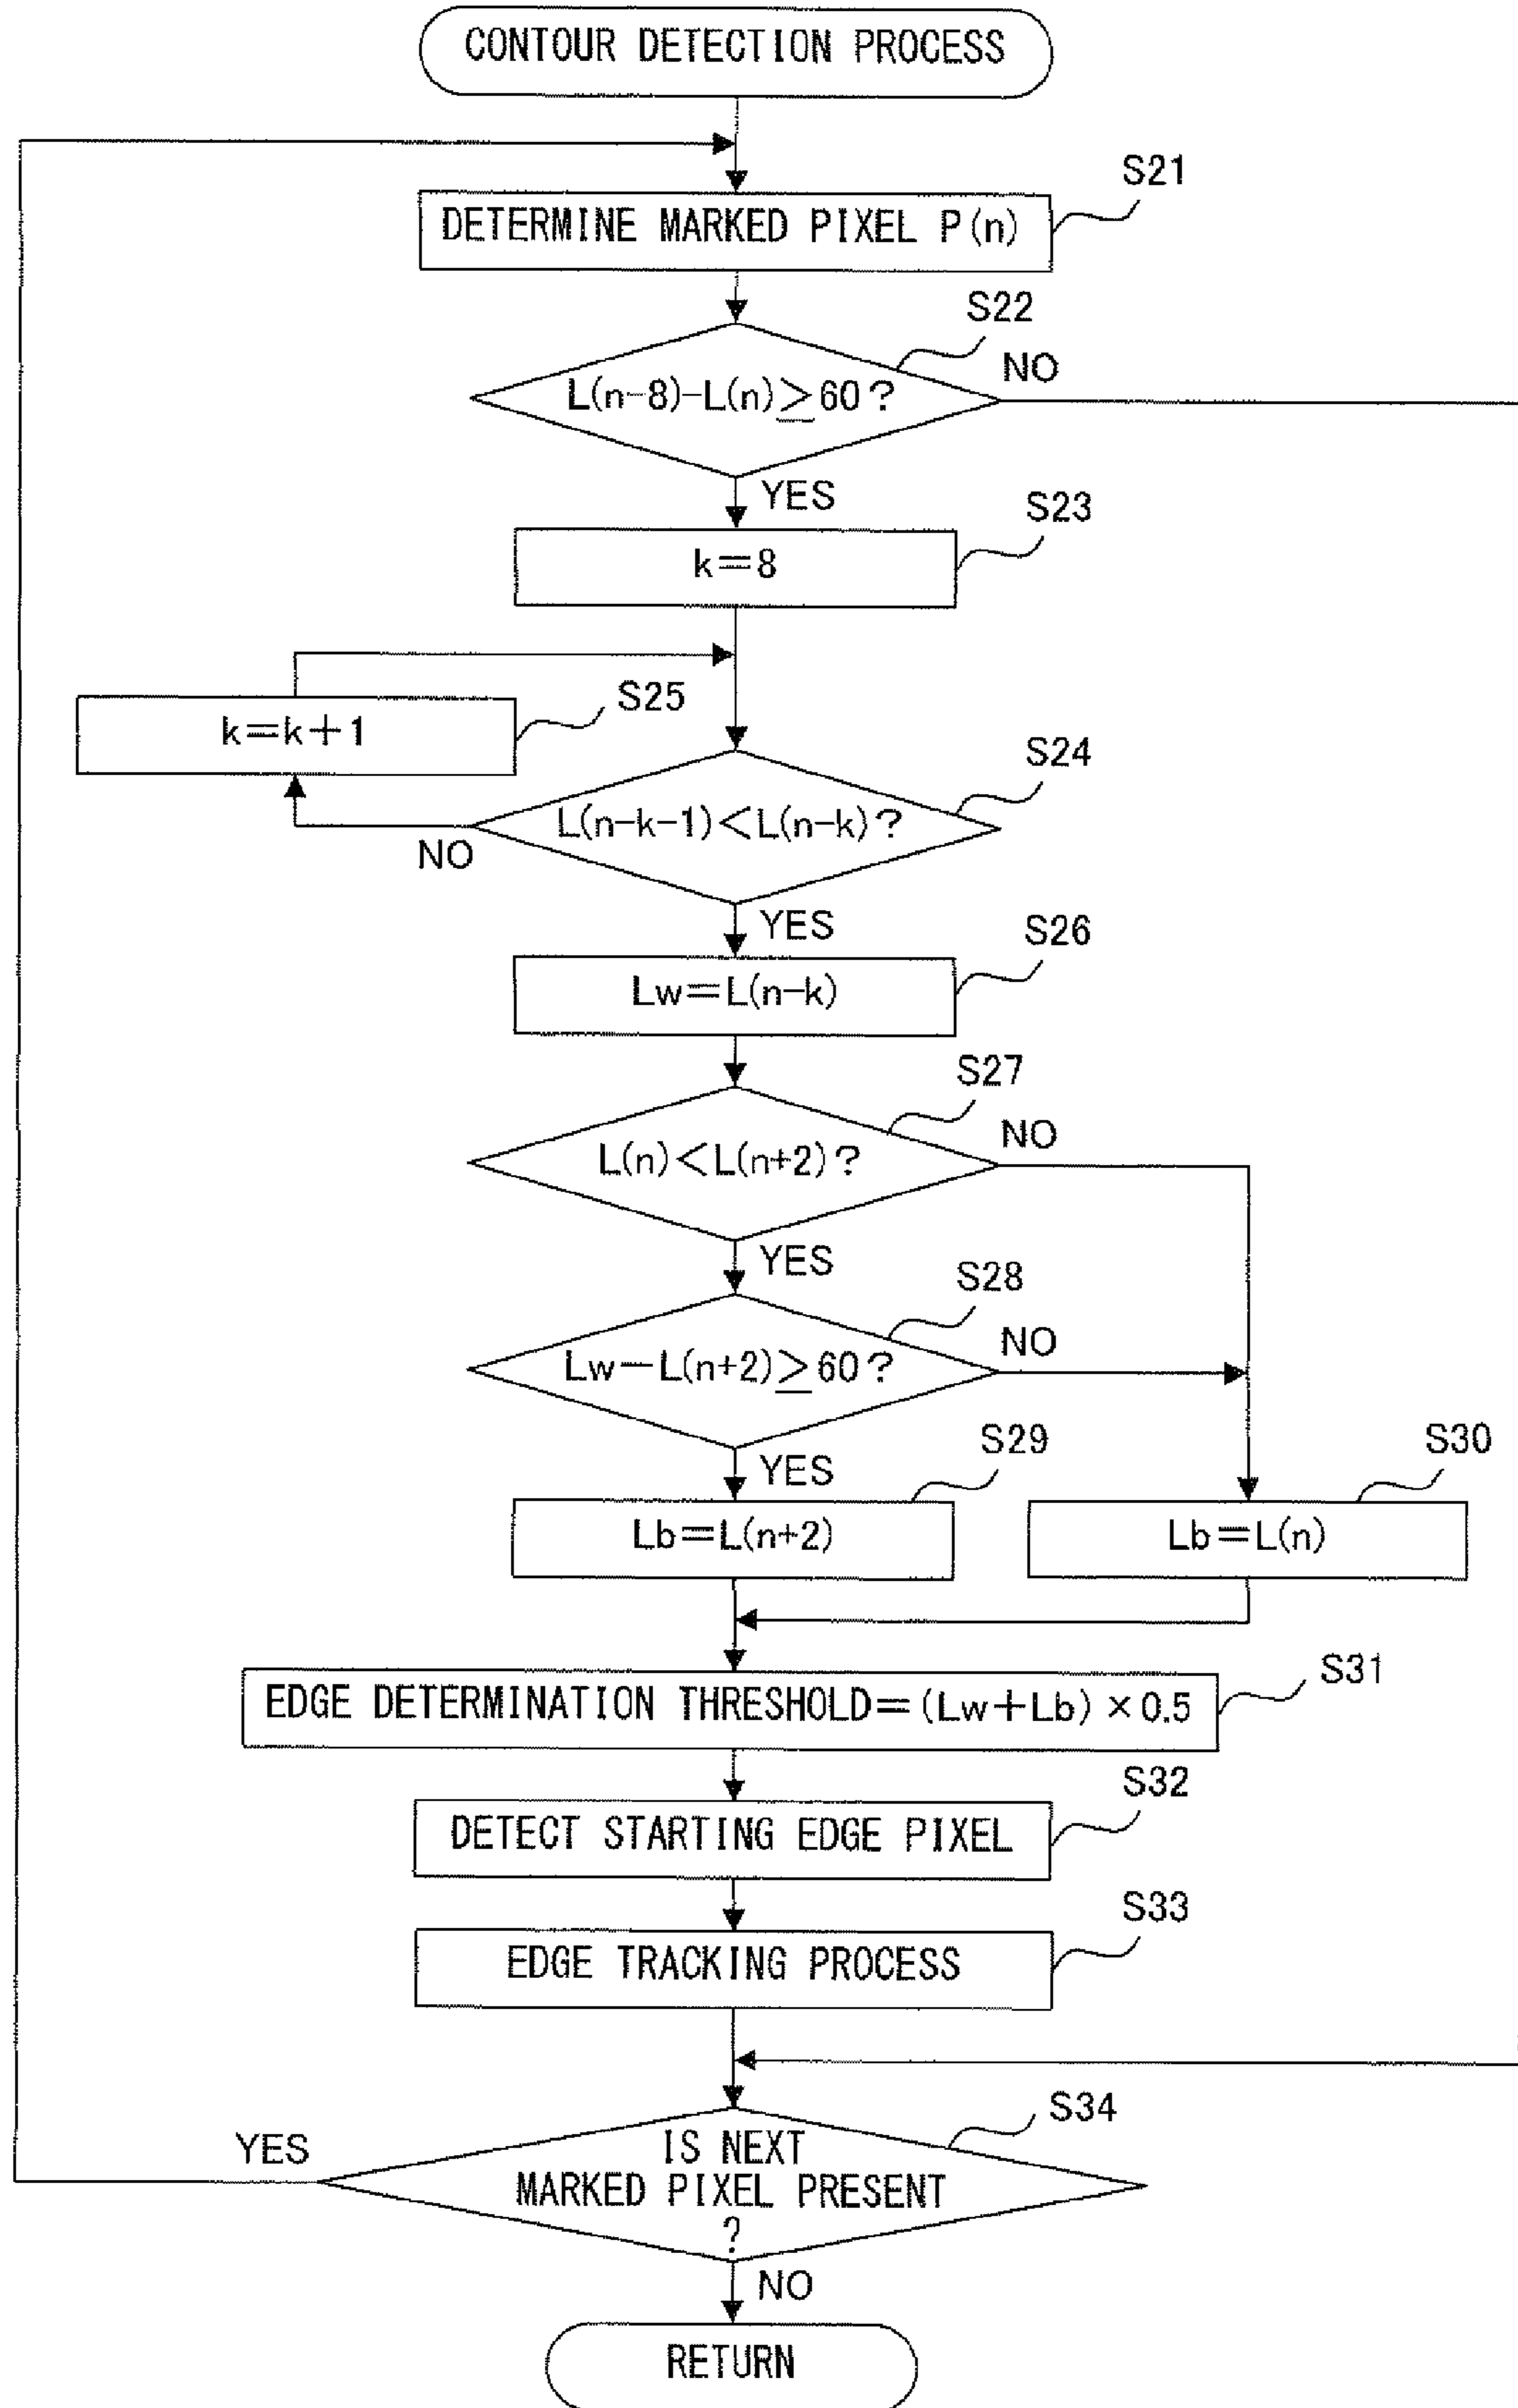 CONTOUR DETECTION PROCESS
S21
DETERMINE MARKED PIXEL P(n)
S22
L(n-8)-L(n)≥60?
NO
YES
S23
k=8
S25
k=k+1
S24
L(n-k-1)<L(n-k)?
NO
YES
S26
Lw=L(n-k)
S27
L(n)<L(n+2)?
NO
YES
S28
Lw-L(n+2)≥60?
NO
YES
S29
Lb=L(n+2)
S30
Lb=L(n)
S31
EDGE DETERMINATION THRESHOLD=(Lw+Lb)×0.5
S32
DETECT STARTING EDGE PIXEL
S33
EDGE TRACKING PROCESS
S34
YES
IS NEXT
MARKED PIXEL PRESENT
?
NO
RETURN